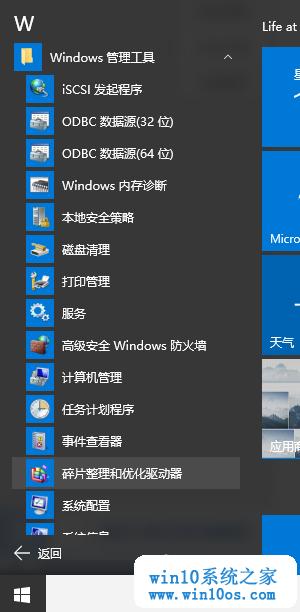 W
Life at
Windows 管理工具
iSCSI 发起程序
ODBC 数据源(32 位)
ODBC 数据源(64 位)
Windows 内存诊断
本地安全策略
Micro
磁盘清理
打印管理
服务
高级安全 Windows 防火墙
天气
计算机管理
任务计划程序
事件查看器
应用商
碎片整理和优化驱动器
系统配置
系统信息
返回
win10系统之家
www.win10os.com